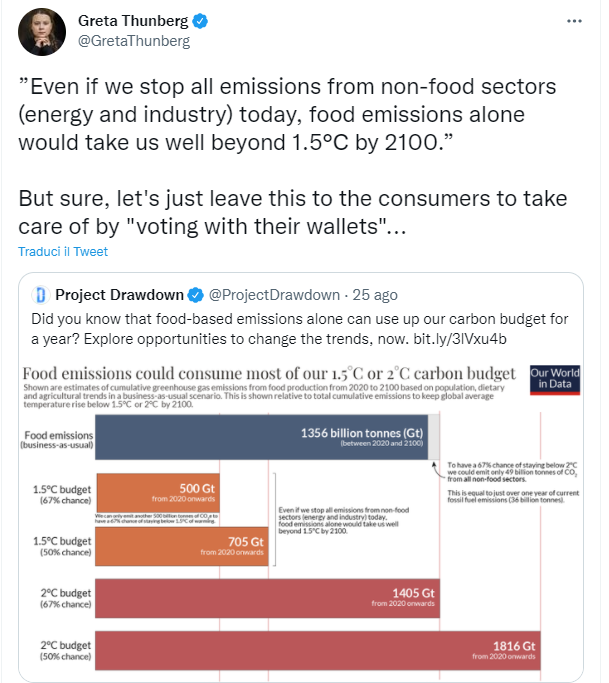 Greta Thunberg
@GretaThunberg
”Even if we stop all emissions from non-food sectors
(energy and industry) today, food emissions alone
would take us well beyond 1.5°C by 2100.”
But sure, let's just leave this to the consumers to take
care of by "voting with their wallets"...
Traduci il Tweet
Project Drawdown @ProjectDrawdown · 25 ago
Did you know that food-based emissions alone can use up our carbon budget for
a year? Explore opportunities to change the trends, now. bit.ly/3lVxu4b
Food emissions could consume most of our 1.5°C or 2°C carbon budget
Our World
in Data
Shown are estimates of cumulative greenhouse gas emissions from food production from 2020 to 2100 based on population, dietary
and agricultural trends in a business-as-usual scenario. This is shown relative to total cumulative emissions to keep global average
temperature rise below 1.5°C or 2°C by 2100.
Food emissions
(business-as-usual)
1356 billion tonnes (Gt)
(between 2020 and 2100)
To have a 67% chance of staying below 2°C
we could emit only 49 billion tonnes of CO₂
from all non-food sectors.
This is equal to just over one year of current
fossil fuel emissions (36 billion tonnes).
1.5°C budget
(67% chance)
500 Gt
from 2020 onwards
We can only emit another 500 billion tonnes of CO₂ to
have a 67% chance of staying below 1.5°C of warming.
Even if we stop all emissions from non-food
sectors (energy and industry) today,
food emissions alone would take us well
beyond 1.5°C by 2100.
1.5°C budget
(50% chance)
705 Gt
from 2020 onwards
2°C budget
(67% chance)
1405 Gt
from 2020 onwards
2°C budget
(50% chance)
1816 Gt
from 2020 onwards